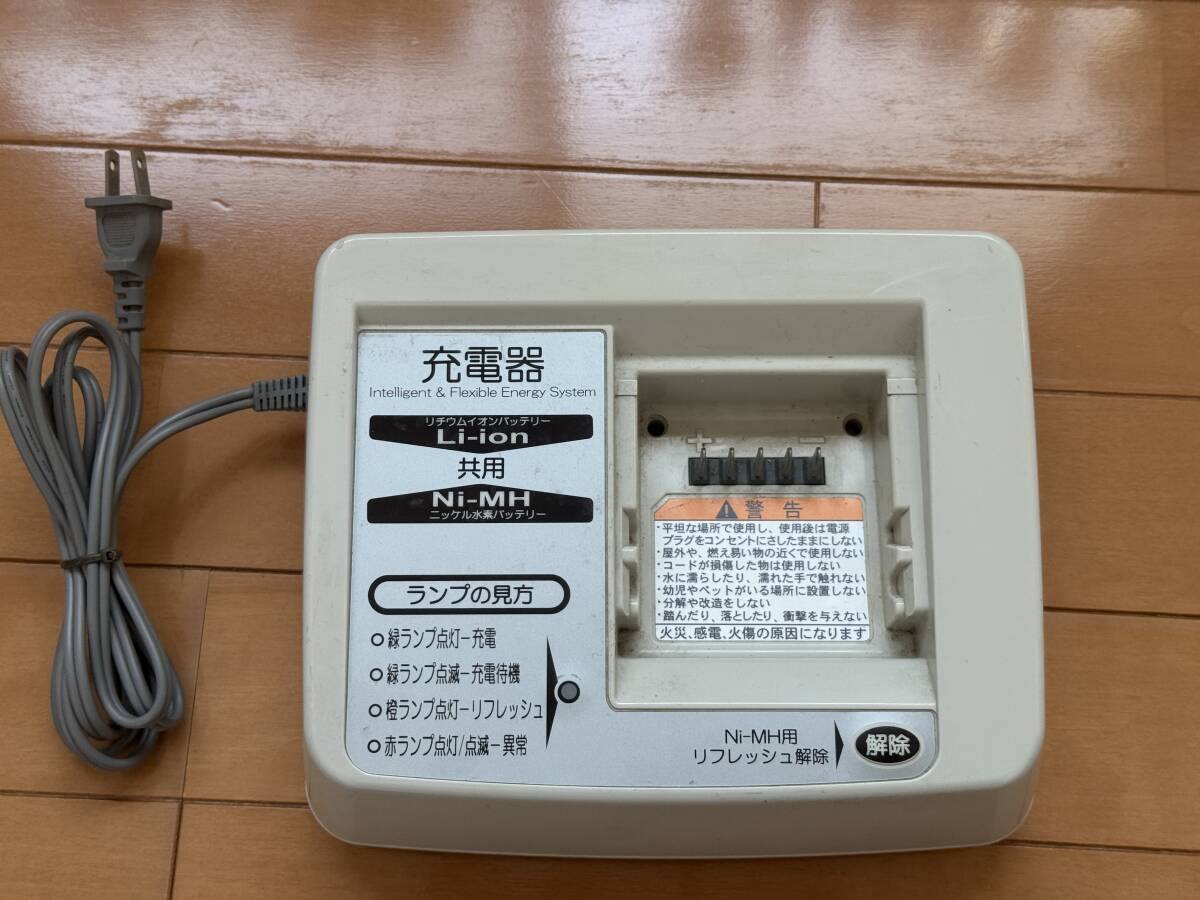 充電器
Intelligent & Flexible Energy System
リチウムイオンバッテリー
Li-ion
共用
Ni-MH
ニッケル水素バッテリー
ランプの見方
緑ランプ点灯－充電
緑ランプ点滅－充電待機
橙ランプ点灯－リフレッシュ
赤ランプ点灯/点滅－異常
＋ －
警告
・平坦な場所で使用し、使用後は電源
プラグをコンセントにさしたままにしない
・屋外や、燃え易い物の近くで使用しない
・コードが損傷した物は使用しない
・水に濡らしたり、濡れた手で触れない
・幼児やペットがいる場所に設置しない
・分解や改造をしない
・踏んだり、落としたり、衝撃を与えない
火災、感電、火傷の原因になります
Ni-MH用
リフレッシュ解除
解除